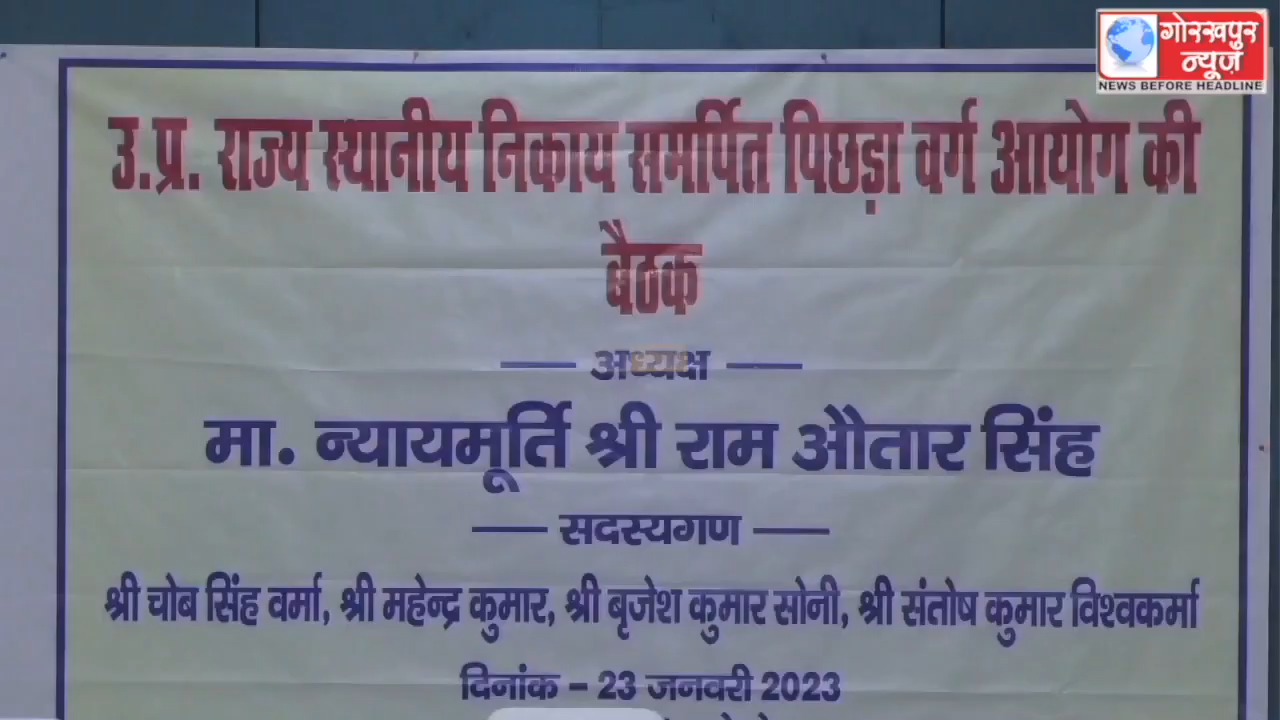 गोरखपुर
न्यूज़
NEWS BEFORE HEADLINE
उ.प्र. राज्य स्थानीय निकाय समर्पित पिछड़ा वर्ग आयोग की
बैठक
अध्यक्ष
मा. न्यायमूर्ति श्री राम औतार सिंह
सदस्यगण
श्री चोब सिंह वर्मा, श्री महेन्द्र कुमार, श्री बृजेश कुमार सोनी, श्री संतोष कुमार विश्वकर्मा
दिनांक – 23 जनवरी 2023